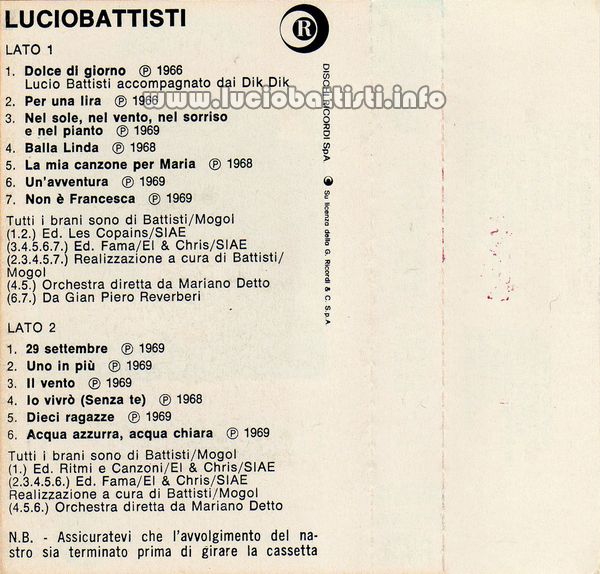 LUCIOBATTISTI
R
LATO 1
1. Dolce di giorno Ⓟ 1966
Lucio Battisti accompagnato dai Dik Dik
2. Per una lira Ⓟ 1966
www.luciobattisti.info
3. Nel sole, nel vento, nel sorriso
e nel pianto Ⓟ 1969
4. Balla Linda Ⓟ 1968
5. La mia canzone per Maria Ⓟ 1968
6. Un'avventura Ⓟ 1969
7. Non è Francesca Ⓟ 1969
Tutti i brani sono di Battisti/Mogol
(1.2.) Ed. Les Copains/SIAE
(3.4.5.6.7.) Ed. Fama/El & Chris/SIAE
(2.3.4.5.7.) Realizzazione a cura di Battisti/
Mogol
(4.5.) Orchestra diretta da Mariano Detto
(6.7.) Da Gian Piero Reverberi
LATO 2
1. 29 settembre Ⓟ 1969
2. Uno in più Ⓟ 1969
3. Il vento Ⓟ 1969
4. Io vivrò (Senza te) Ⓟ 1968
5. Dieci ragazze Ⓟ 1969
6. Acqua azzurra, acqua chiara Ⓟ 1969
Tutti i brani sono di Battisti/Mogol
(1.) Ed. Ritmi e Canzoni/El & Chris/SIAE
(2.3.4.5.6.) Ed. Fama/El & Chris/SIAE
Realizzazione a cura di Battisti/Mogol
(4.5.6.) Orchestra diretta da Mariano Detto
N.B. - Assicuratevi che l'avvolgimento del na-
stro sia terminato prima di girare la cassetta
DISCHI RICORDI SpA
Su licenza della G. Ricordi & C. S.p.A